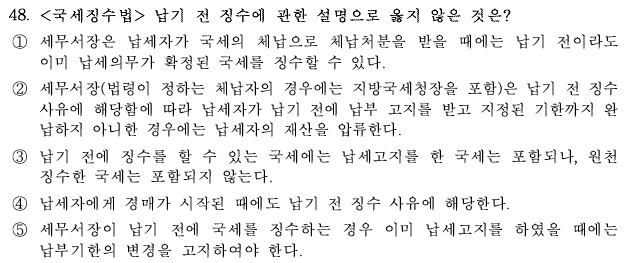 48. <국세징수법> 납기 전 징수에 관한 설명으로 옳지 않은 것은?
① 세무서장은 납세자가 국세의 체납으로 체납처분을 받을 때에는 납기 전이라도
이미 납세의무가 확정된 국세를 징수할 수 있다.
② 세무서장(법령이 정하는 체납자의 경우에는 지방국세청장을 포함)은 납기 전 징수
사유에 해당함에 따라 납세자가 납기 전에 납부 고지를 받고 지정된 기한까지 완
납하지 아니한 경우에는 납세자의 재산을 압류한다.
③ 납기 전에 징수를 할 수 있는 국세에는 납세고지를 한 국세는 포함되나, 원천
징수한 국세는 포함되지 않는다.
④ 납세자에게 경매가 시작된 때에도 납기 전 징수 사유에 해당한다.
⑤ 세무서장이 납기 전에 국세를 징수하는 경우 이미 납세고지를 하였을 때에는
납부기한의 변경을 고지하여야 한다.